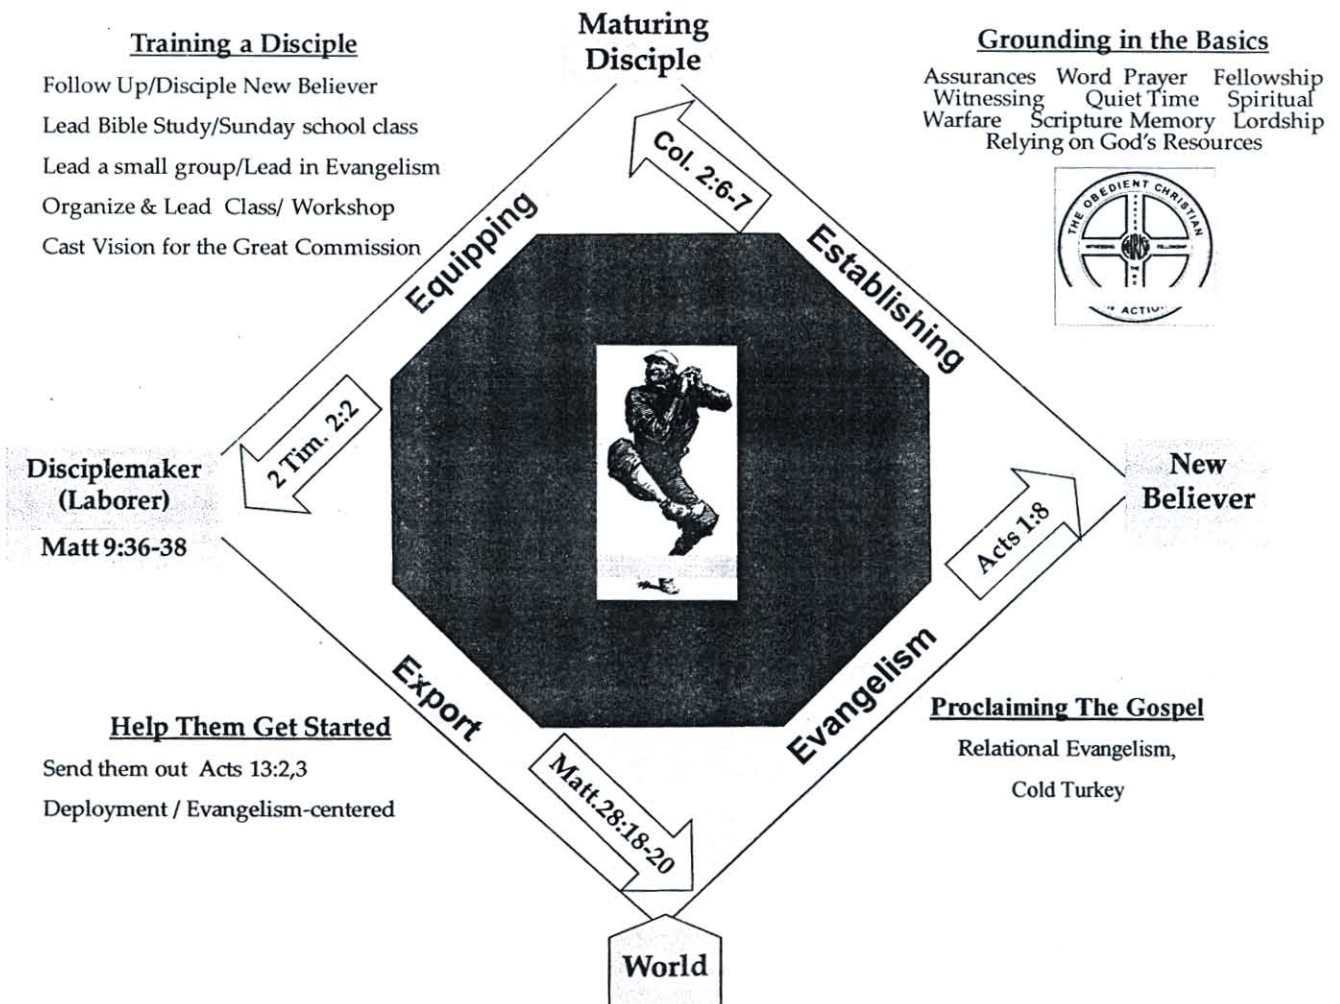 Maturing
Disciple
Training a Disciple
Follow Up/Disciple New Believer
Lead Bible Study/Sunday school class
Lead a small group/Lead in Evangelism
Organize & Lead Class/ Workshop
Cast Vision for the Great Commission
Grounding in the Basics
Assurances Word Prayer Fellowship
Witnessing Quiet Time Spiritual
Warfare Scripture Memory Lordship
Relying on God's Resources
THE OBEDIENT CHRISTIAN
WITNESSING
FELLOWSHIP
Equipping
Col. 2:6-7
Establishing
2 Tim. 2:2
Disciplemaker
(Laborer)
Matt 9:36-38
New
Believer
Acts 1:8
Export
Matt.28:18-20
Evangelism
Help Them Get Started
Send them out Acts 13:2,3
Deployment / Evangelism-centered
Proclaiming The Gospel
Relational Evangelism,
Cold Turkey
World